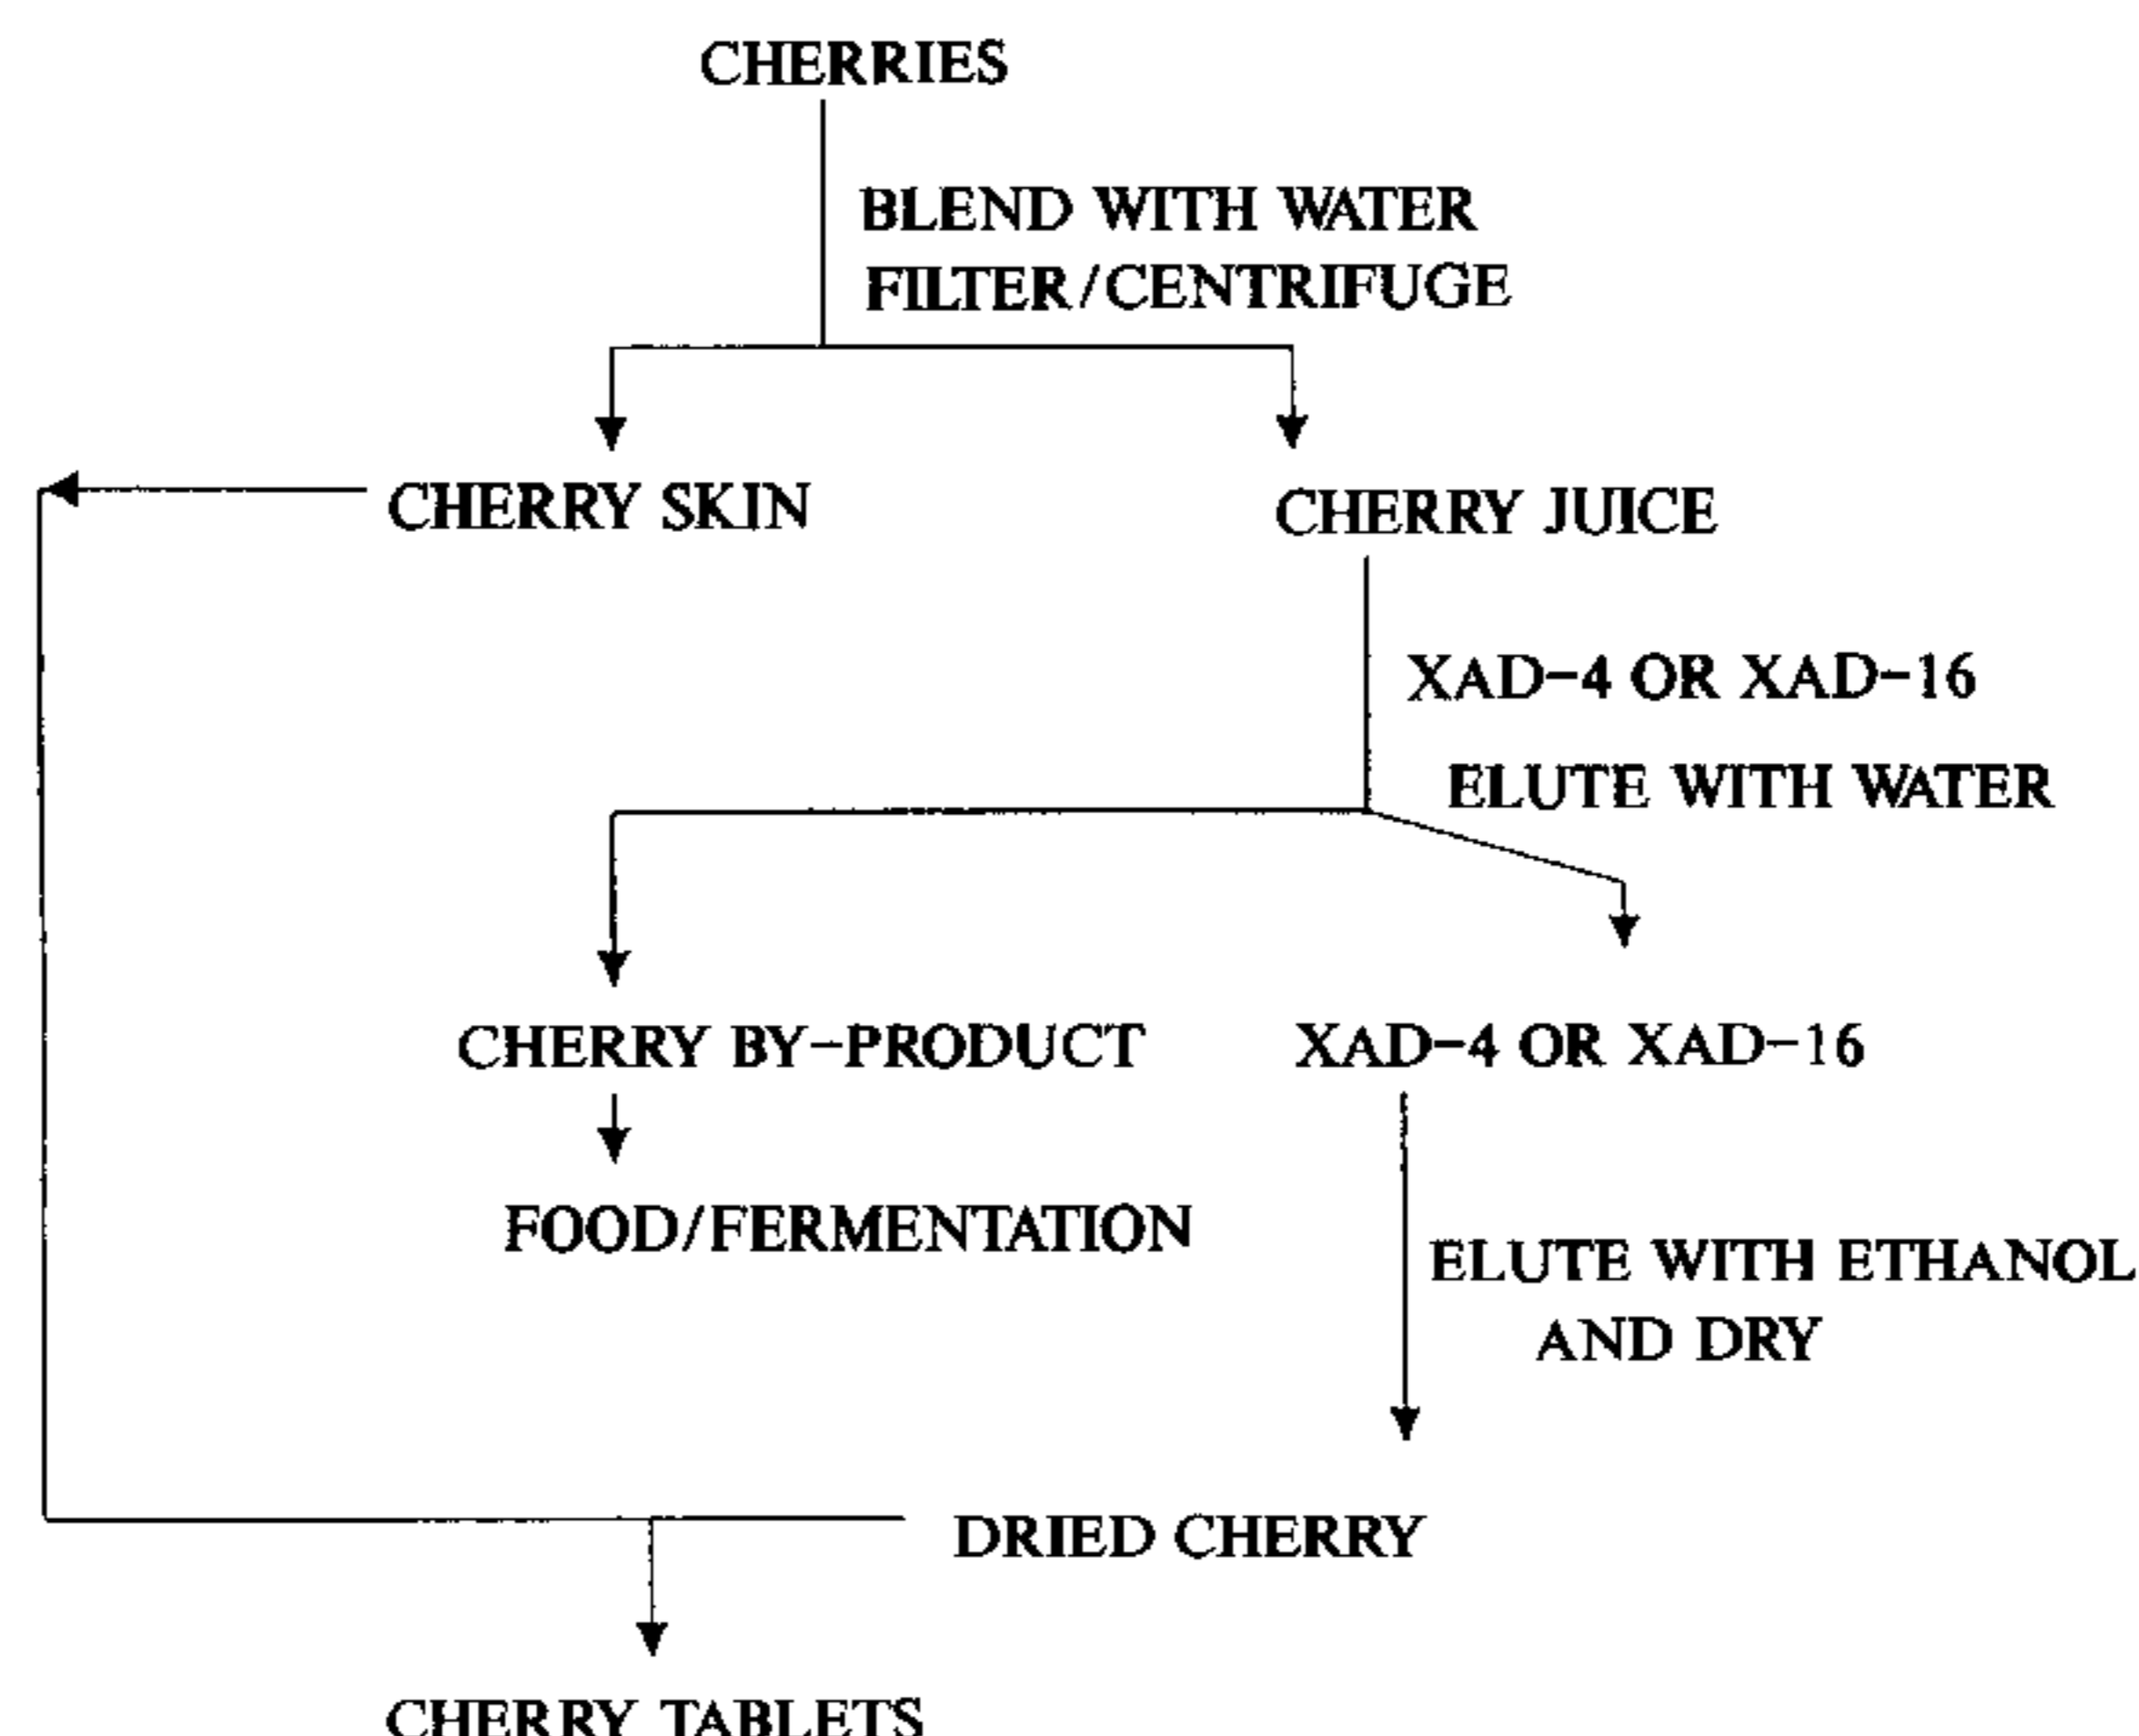 CHERRIES
BLEND WITH WATER
FILTER/CENTRIFUGE
CHERRY SKIN
CHERRY JUICE
XAD-4 OR XAD-16
ELUTE WITH WATER
CHERRY BY-PRODUCT
XAD-4 OR XAD-16
FOOD/FERMENTATION
ELUTE WITH ETHANOL
AND DRY
DRIED CHERRY
CHERRY TABLETS